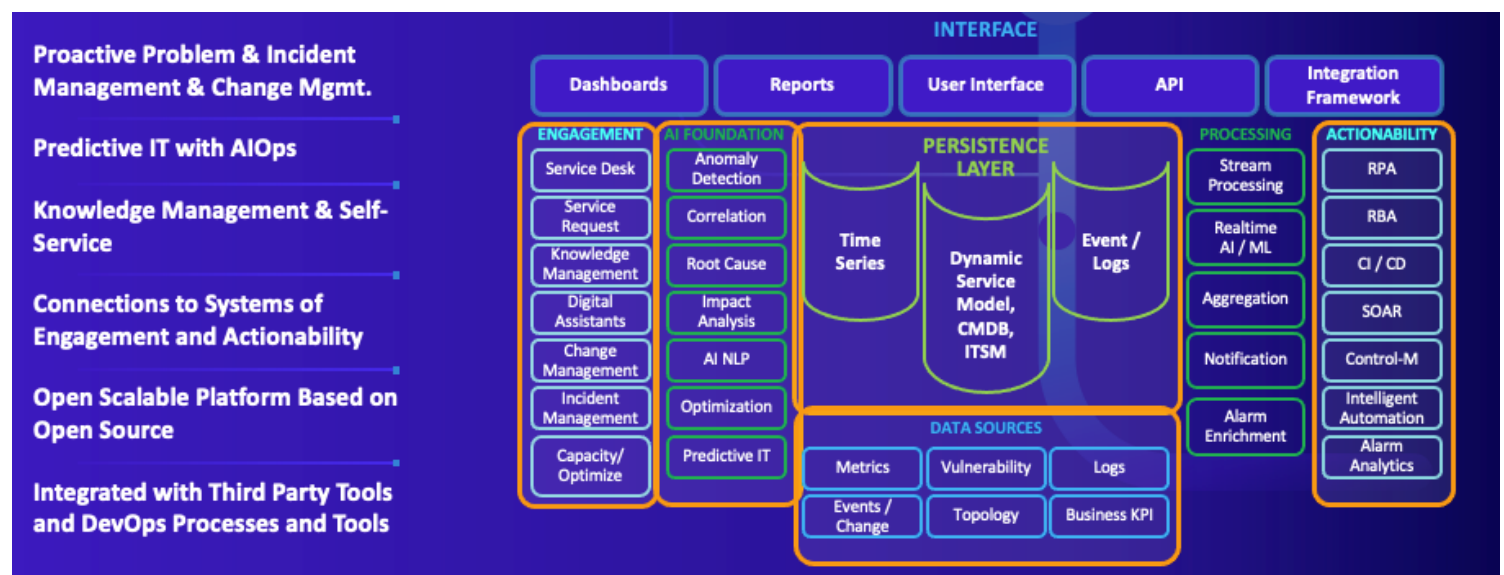 Proactive Problem & Incident
Management & Change Mgmt.
Predictive IT with AIOps
Knowledge Management & Self-
Service
Connections to Systems of
Engagement and Actionability
Open Scalable Platform Based on
Open Source
Integrated with Third Party Tools
and DevOps Processes and Tools
INTERFACE
Dashboards
Reports
User Interface
API
Integration
Framework
ENGAGEMENT
Service Desk
Service
Request
Knowledge
Management
Digital
Assistants
Change
Management
Incident
Management
Capacity/
Optimize
AI FOUNDATION
Anomaly
Detection
Correlation
Root Cause
Impact
Analysis
AI NLP
Optimization
Predictive IT
PERSISTENCE
LAYER
Time
Series
Dynamic
Service
Model,
CMDB,
ITSM
Event /
Logs
DATA SOURCES
Metrics
Vulnerability
Logs
Events /
Change
Topology
Business KPI
PROCESSING
Stream
Processing
Realtime
AI / ML
Aggregation
Notification
Alarm
Enrichment
ACTIONABILITY
RPA
RBA
CI / CD
SOAR
Control-M
Intelligent
Automation
Alarm
Analytics